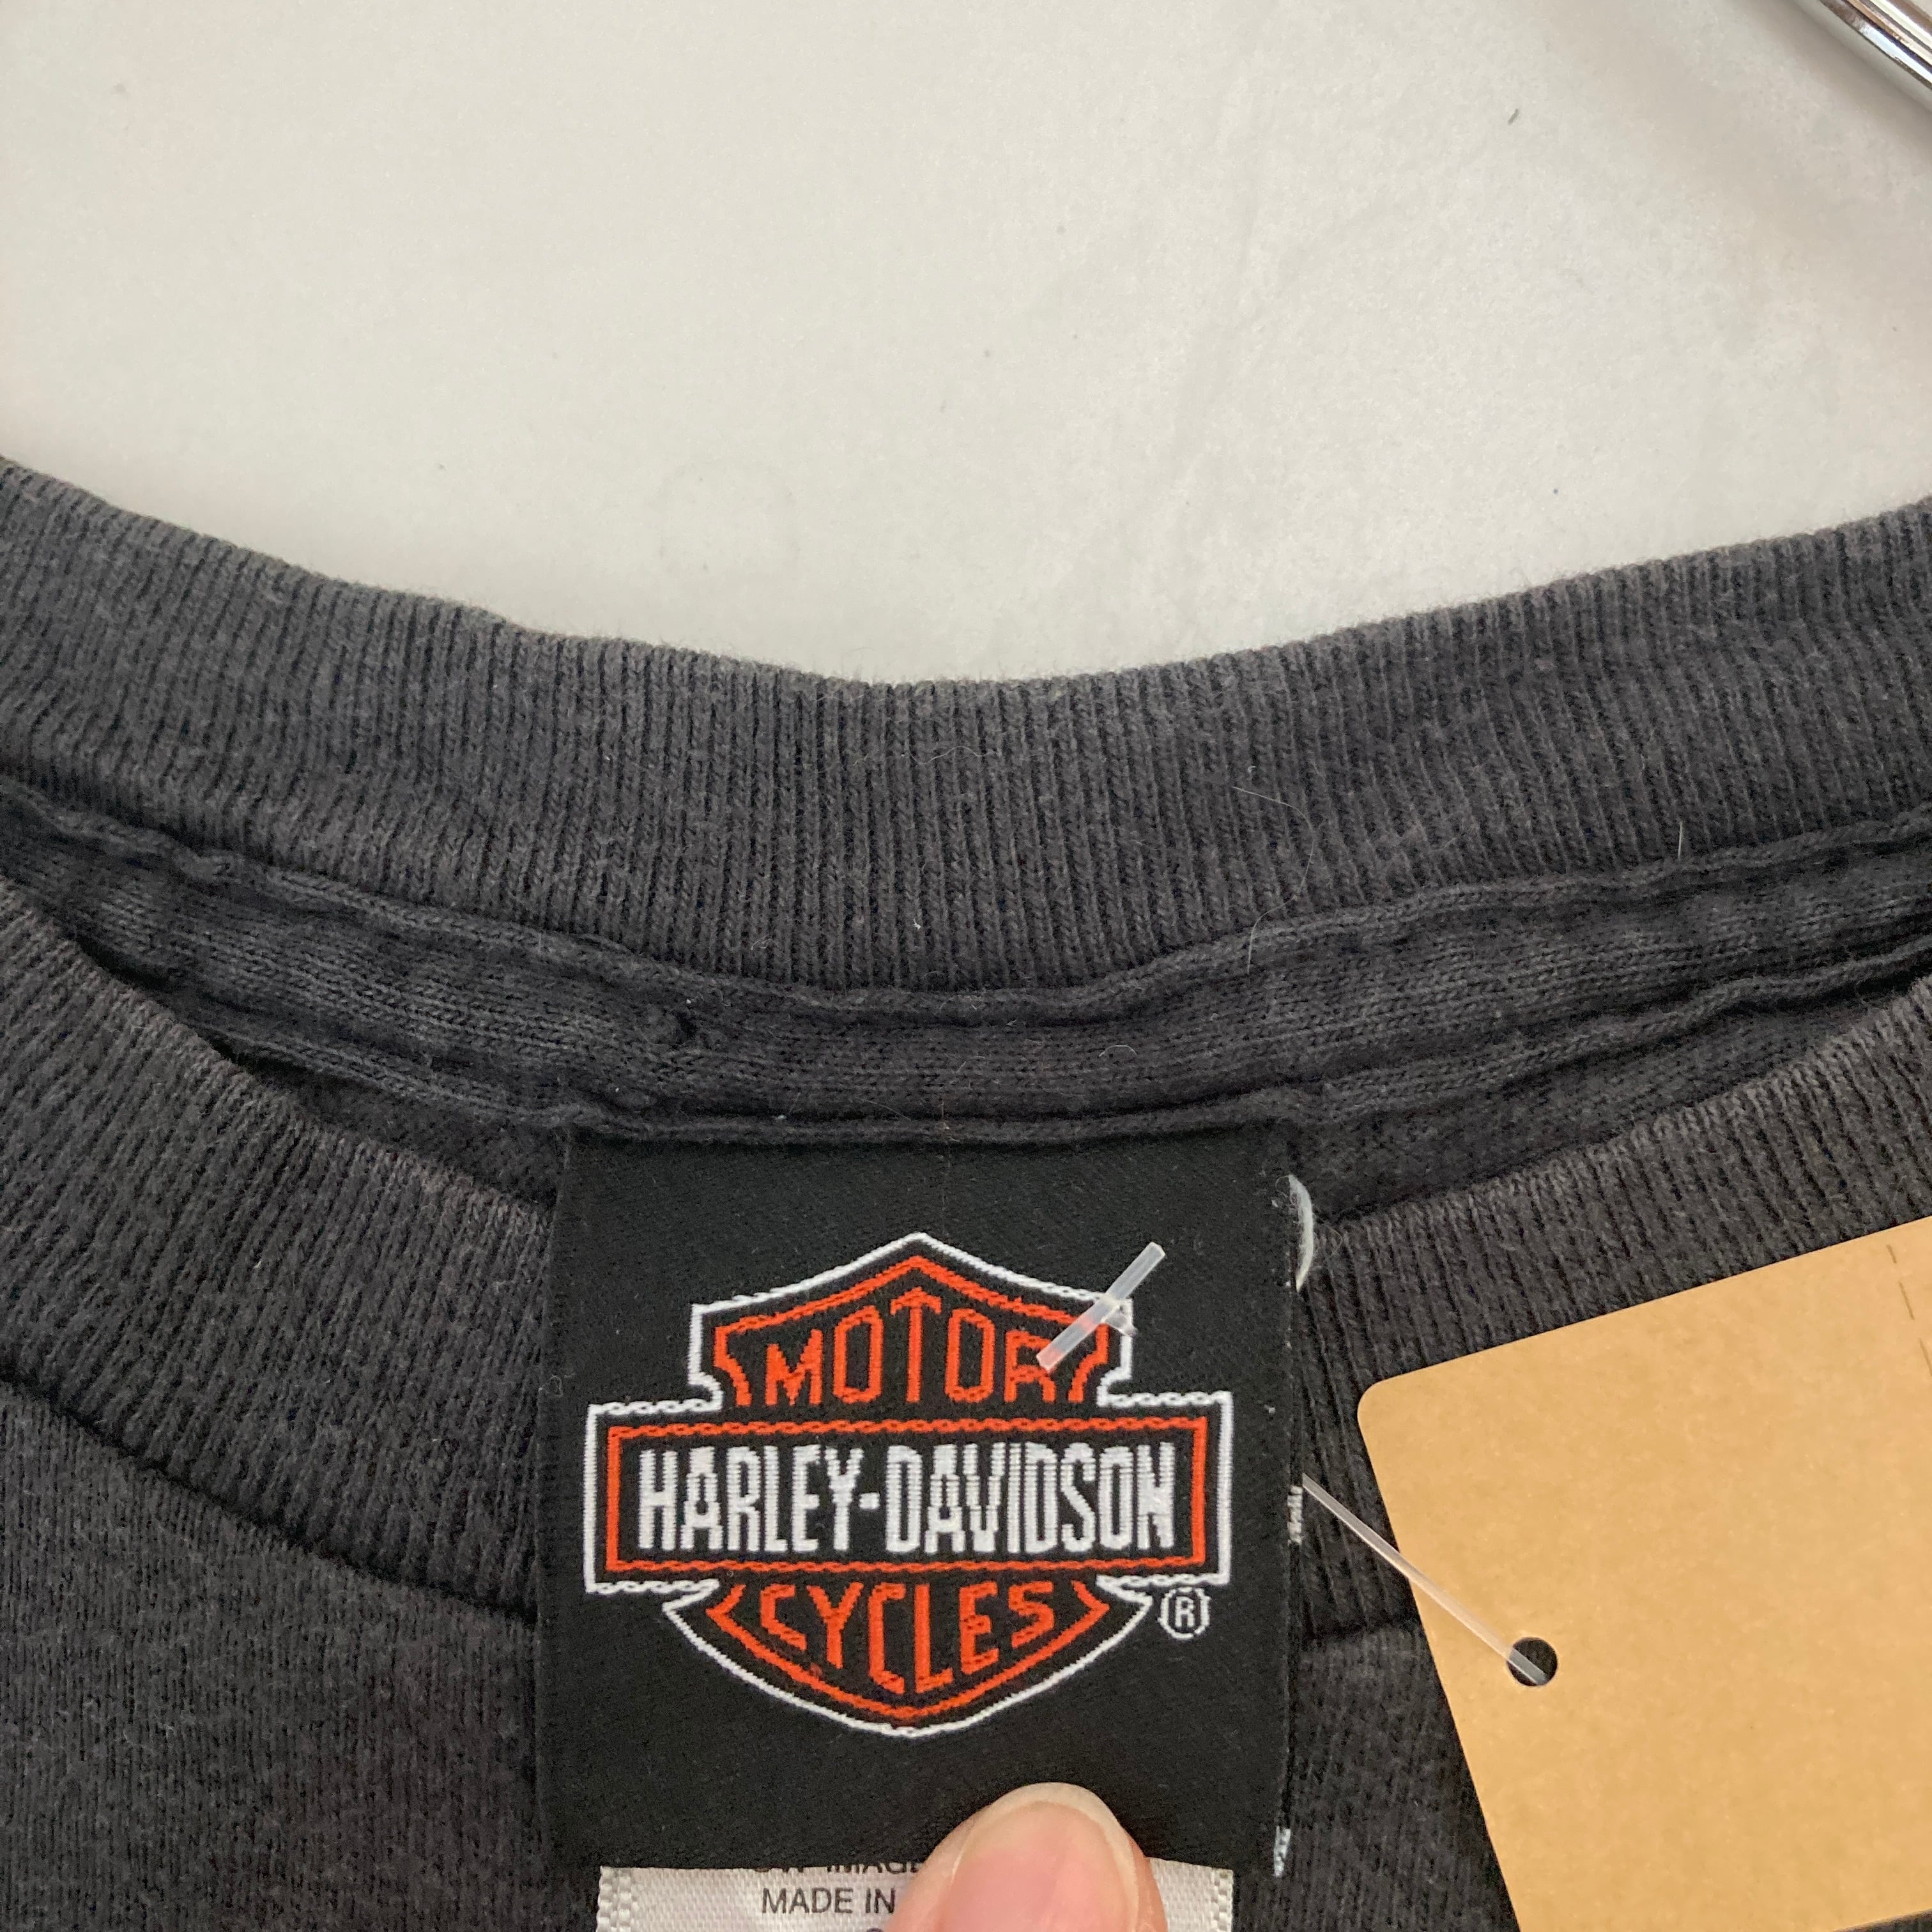 MOTOR
HARLEY-DAVIDSON
CYCLES
®
MADE IN